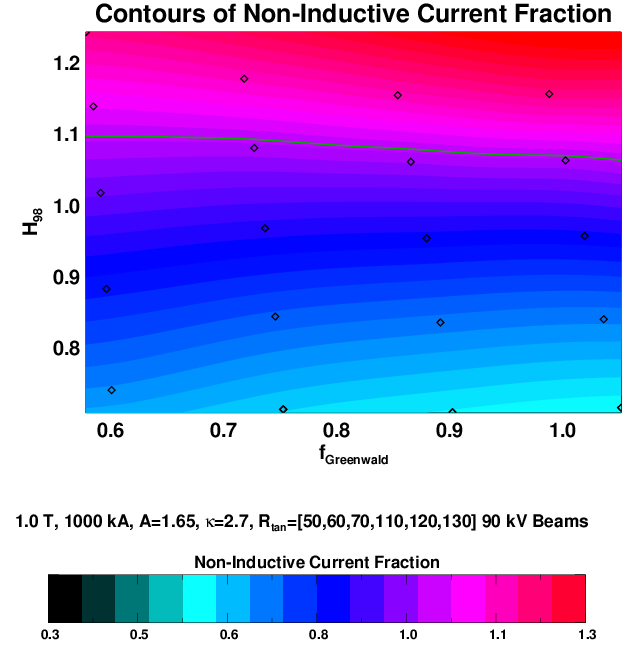 Contours of Non-Inductive Current Fraction
1.2
1.1
1.0
0.9
0.8
H98
0.6 0.7 0.8 0.9 1.0
fGreenwald
1.0 T, 1000 kA, A=1.65, κ=2.7, Rtan=[50,60,70,110,120,130] 90 kV Beams
Non-Inductive Current Fraction
0.3 0.5 0.6 0.8 1.0 1.2 1.3